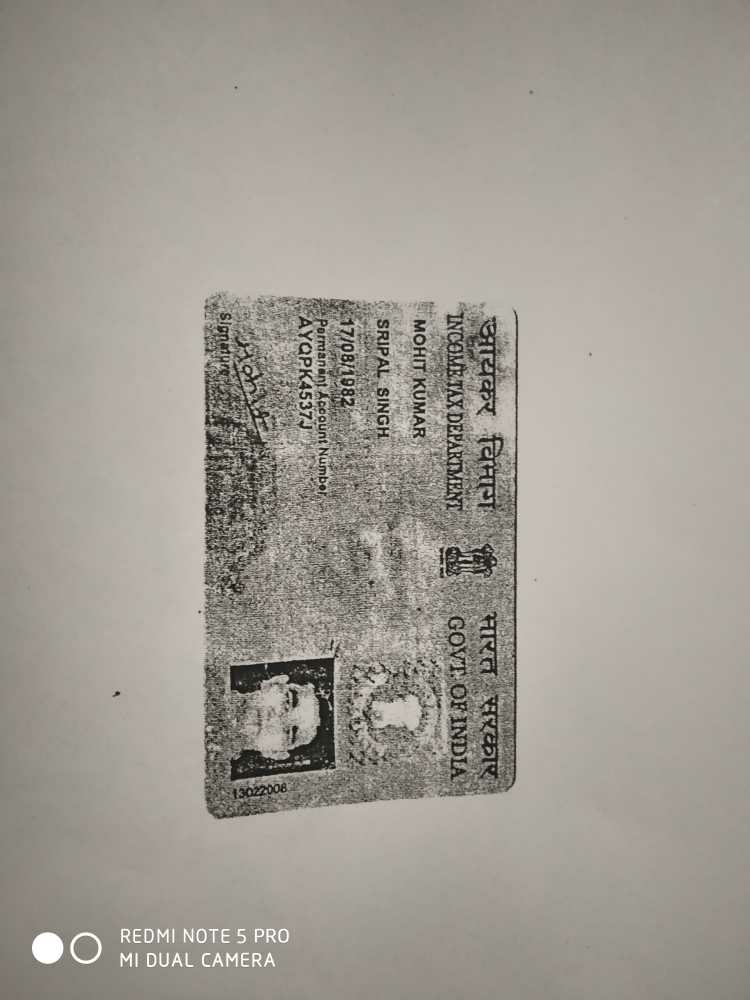 आयकर विभाग
INCOME TAX DEPARTMENT
भारत सरकार
GOVT. OF INDIA
MOHIT KUMAR
SRIPAL SINGH
17/08/1982
Permanent Account Number
AYQPK4537J
Mohit
Signature
13022008
REDMI NOTE 5 PRO
MI DUAL CAMERA